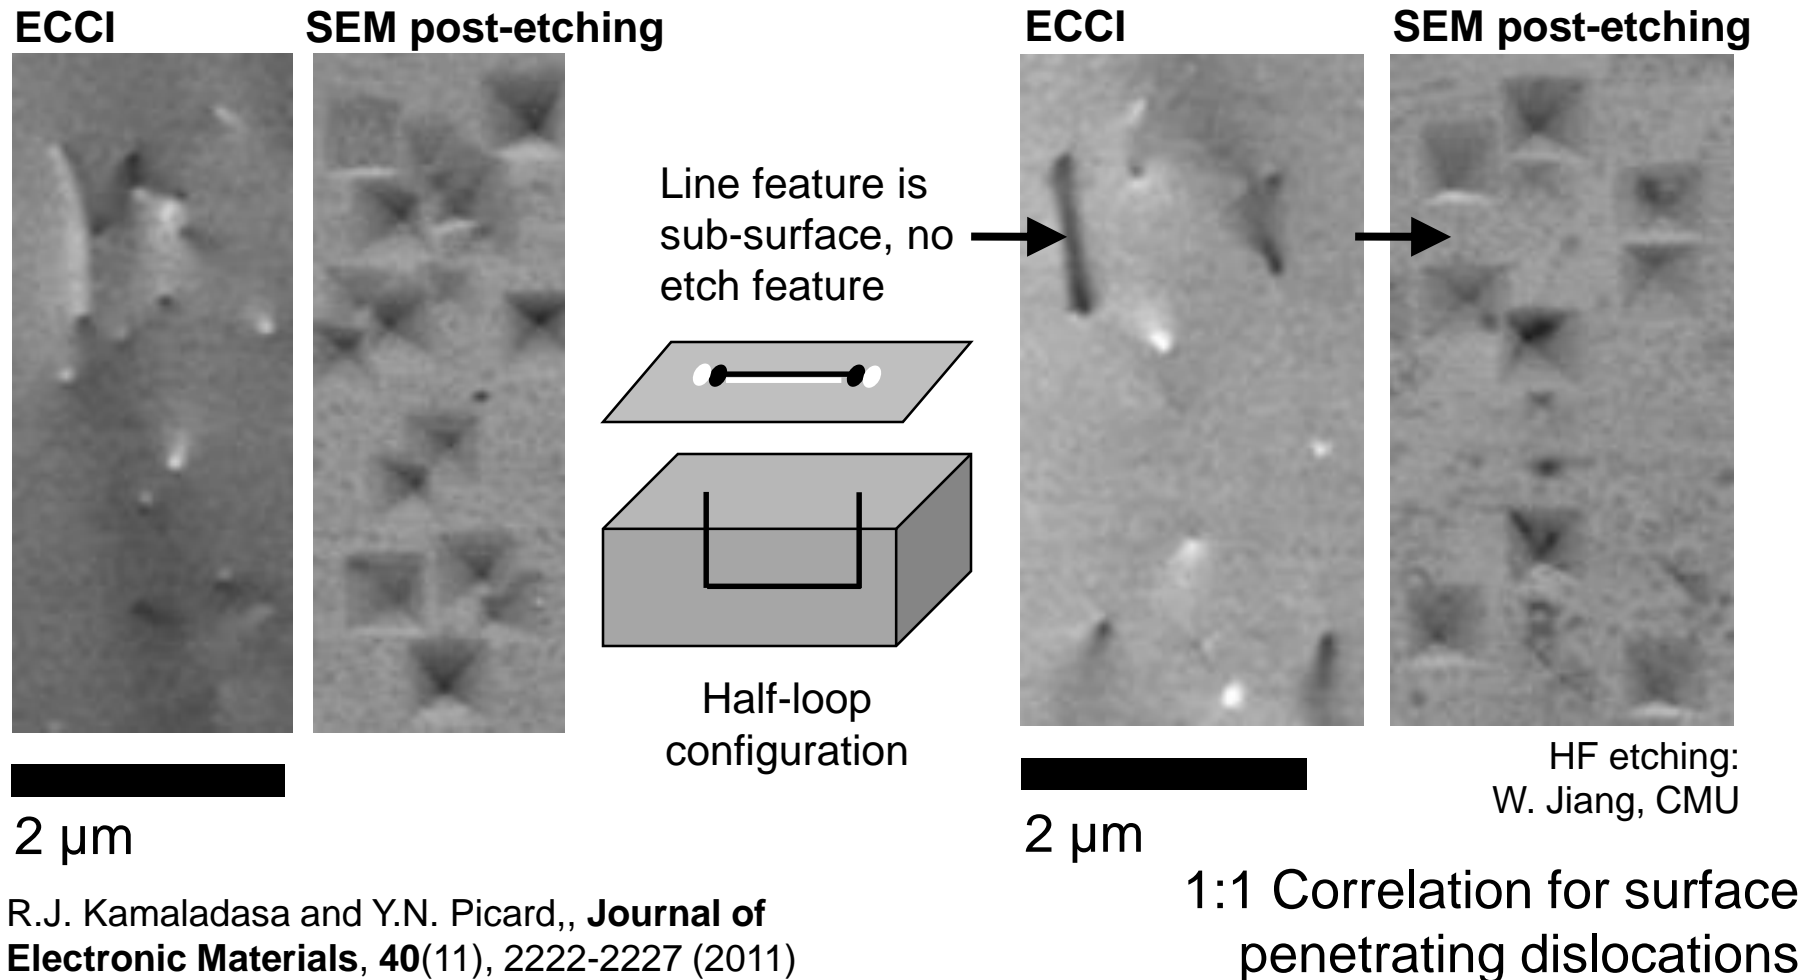 ECCI
SEM post-etching
ECCI
SEM post-etching
Line feature is
sub-surface, no
etch feature
Half-loop
configuration
HF etching:
W. Jiang, CMU
2 μm
2 μm
1:1 Correlation for surface
penetrating dislocations
R.J. Kamaladasa and Y.N. Picard,, Journal of
Electronic Materials, 40(11), 2222-2227 (2011)